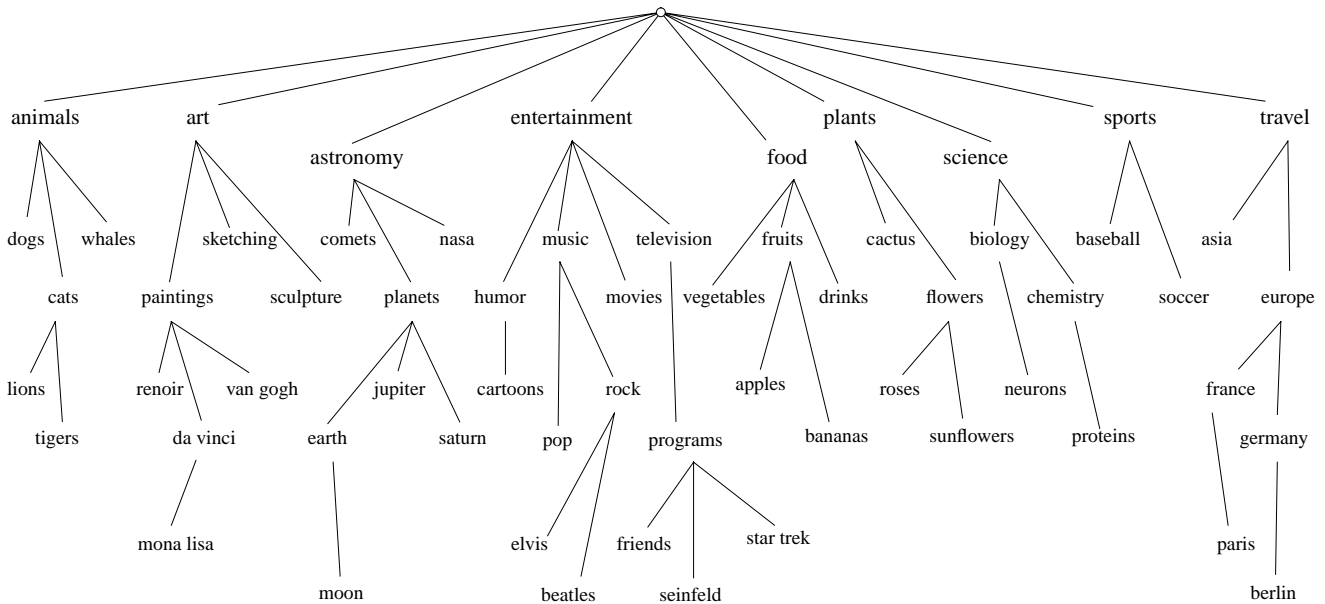 animals art entertainment plants sports travel
astronomy food science
dogs whales sketching comets nasa music television fruits cactus biology baseball asia
cats paintings sculpture planets humor movies vegetables drinks flowers chemistry soccer europe
lions renoir van gogh jupiter cartoons rock apples roses neurons france
tigers da vinci earth saturn pop programs bananas sunflowers proteins germany
mona lisa elvis friends star trek paris
moon beatles seinfeld berlin